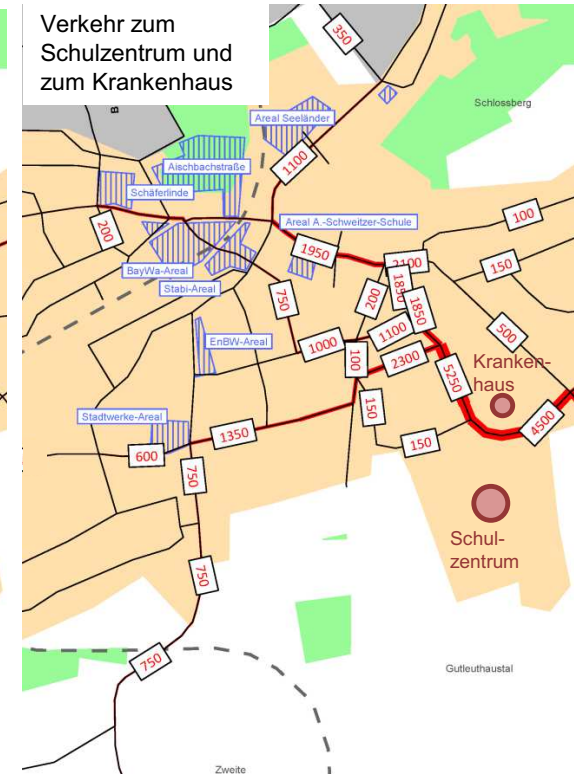 Verkehr zum
Schulzentrum und
zum Krankenhaus
350
B
Schlossberg
Areal Seeländer
1100
Aischbachstraße
Schäferlinde
200
Areal A.-Schweitzer-Schule
100
1950
2100
150
BayWa-Areal
Stabi-Areal
750
200
1850
1850
500
EnBW-Areal
1000
1100
100
2300
5250
Kranken-
haus
4500
Stadtwerke-Areal
150
150
1350
600
750
Schul-
zentrum
750
750
Gutleuthaustal
Zweite